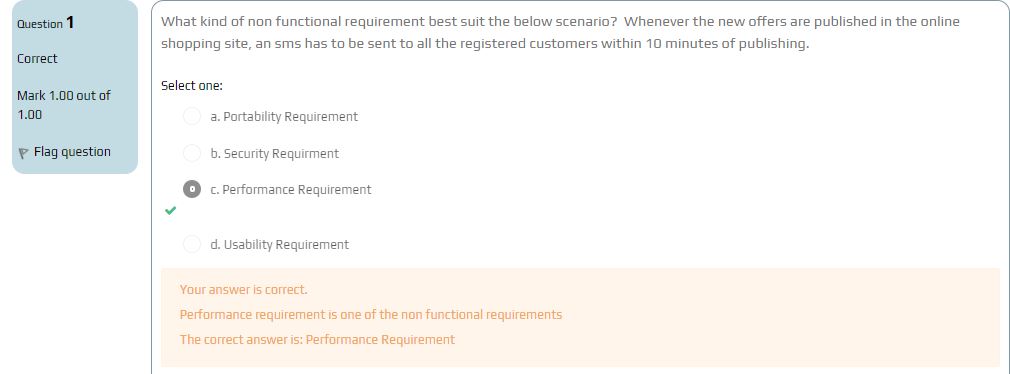 Question 1
Correct
Mark 1.00 out of
1.00
Flag question
What kind of non functional requirement best suit the below scenario? Whenever the new offers are published in the online
shopping site, an sms has to be sent to all the registered customers within 10 minutes of publishing.
Select one:
a. Portability Requirement
b. Security Requirment
c. Performance Requirement
d. Usability Requirement
Your answer is correct.
Performance requirement is one of the non functional requirements
The correct answer is: Performance Requirement